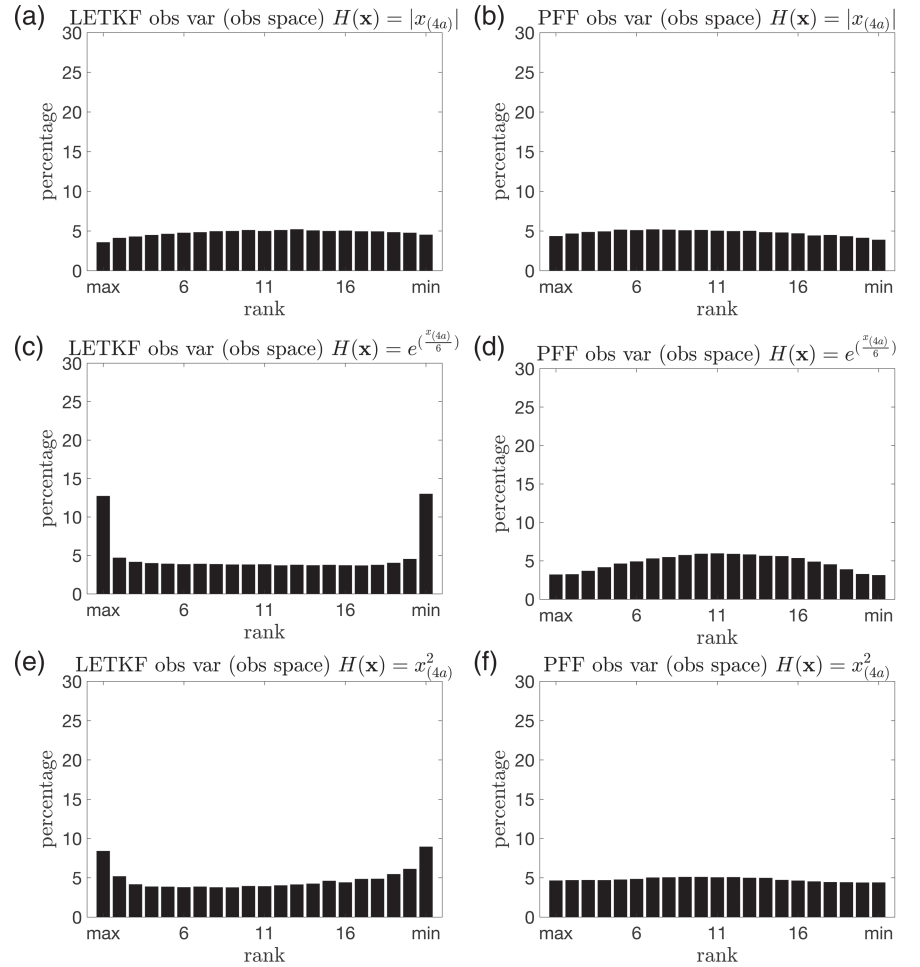 (a) LETKF obs var (obs space) H(x) = |x_(4a)|
30
25
20
15
10
5
0
percentage
max 6 11 16 min
rank
(b) PFF obs var (obs space) H(x) = |x_(4a)|
30
25
20
15
10
5
0
percentage
max 6 11 16 min
rank
(c) LETKF obs var (obs space) H(x) = e^(x_(4a)/6)
30
25
20
15
10
5
0
percentage
max 6 11 16 min
rank
(d) PFF obs var (obs space) H(x) = e^(x_(4a)/6)
30
25
20
15
10
5
0
percentage
max 6 11 16 min
rank
(e) LETKF obs var (obs space) H(x) = x²_(4a)
30
25
20
15
10
5
0
percentage
max 6 11 16 min
rank
(f) PFF obs var (obs space) H(x) = x²_(4a)
30
25
20
15
10
5
0
percentage
max 6 11 16 min
rank